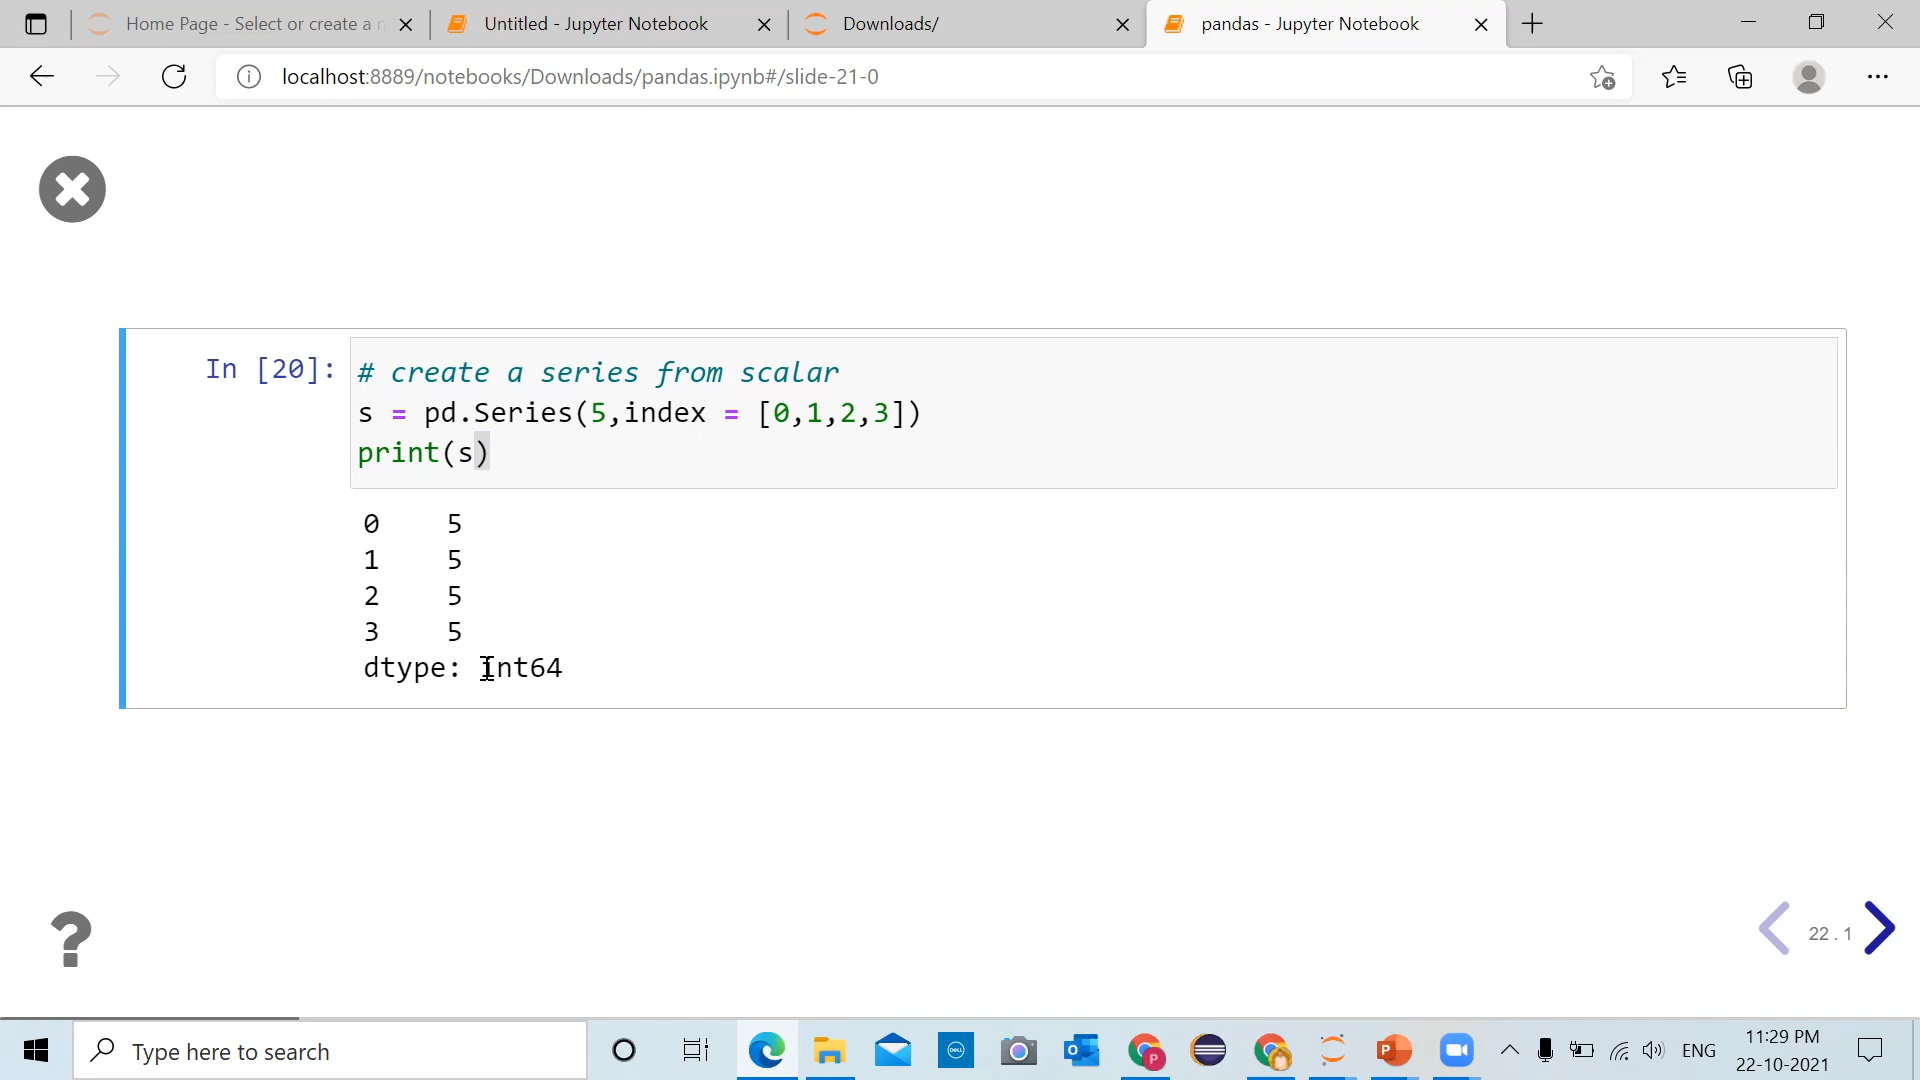 Home Page - Select or create a n
Untitled - Jupyter Notebook
Downloads/
pandas - Jupyter Notebook
localhost:8889/notebooks/Downloads/pandas.ipynb#/slide-21-0
In [20]:
# create a series from scalar
s = pd.Series(5,index = [0,1,2,3])
print(s)
0    5
1    5
2    5
3    5
dtype: int64
22 . 1
Type here to search
DELL
P
P
ENG
11:29 PM
22-10-2021